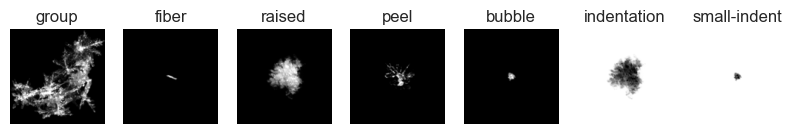 group fiber raised peel bubble indentation small-indent